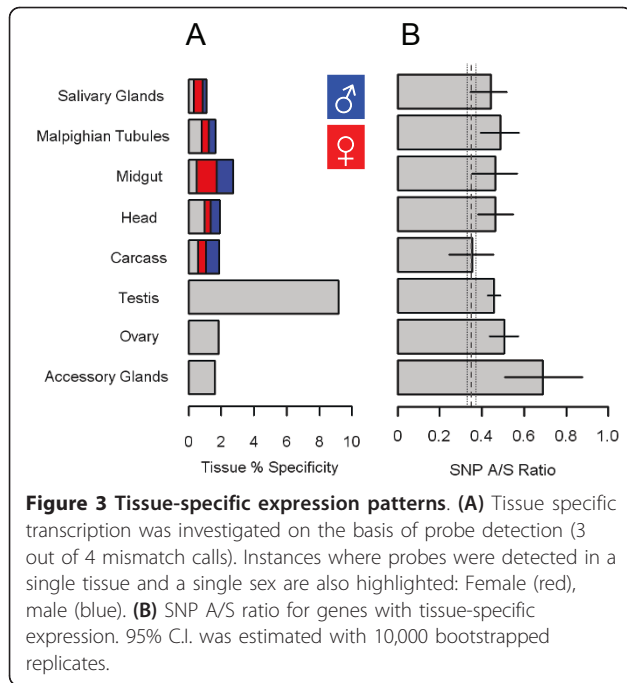 A
B
Salivary Glands
Malpighian Tubules
Midgut
Head
Carcass
Testis
Ovary
Accessory Glands
♂
♀
0 2 4 6 8 10
Tissue % Specificity
0 0.2 0.4 0.6 0.8 1.0
SNP A/S Ratio
Figure 3 Tissue-specific expression patterns. (A) Tissue specific
transcription was investigated on the basis of probe detection (3
out of 4 mismatch calls). Instances where probes were detected in a
single tissue and a single sex are also highlighted: Female (red),
male (blue). (B) SNP A/S ratio for genes with tissue-specific
expression. 95% C.I. was estimated with 10,000 bootstrapped
replicates.